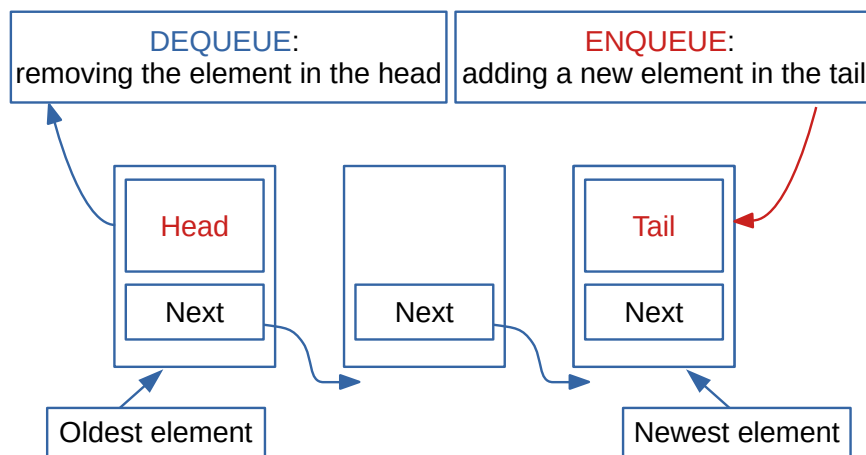 DEQUEUE:
removing the element in the head
ENQUEUE:
adding a new element in the tail
Head
Tail
Next
Next
Next
Oldest element
Newest element